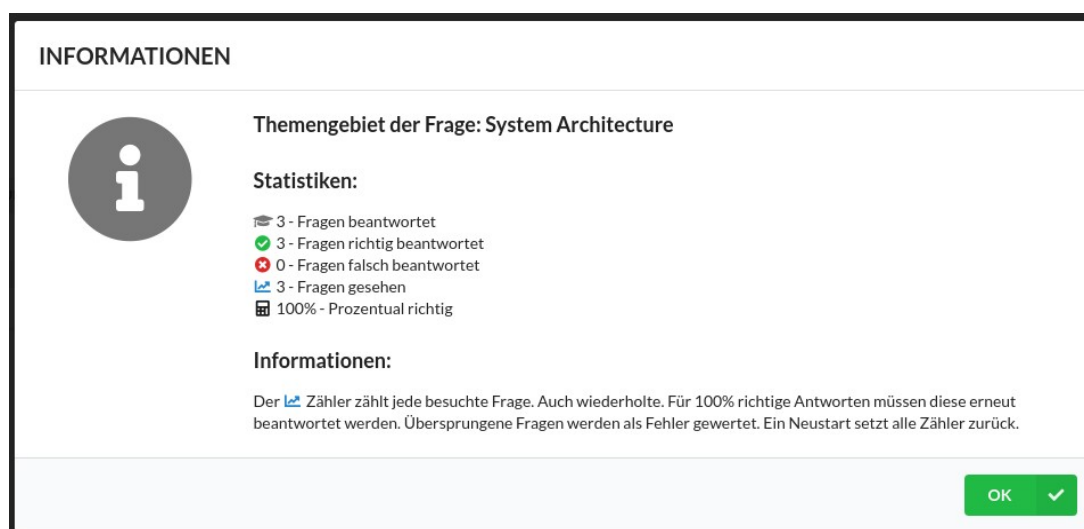 INFORMATIONEN
Themengebiet der Frage: System Architecture
Statistiken:
3 - Fragen beantwortet
3 - Fragen richtig beantwortet
0 - Fragen falsch beantwortet
3 - Fragen gesehen
100% - Prozentual richtig
Informationen:
Der Zähler zählt jede besuchte Frage. Auch wiederholte. Für 100% richtige Antworten müssen diese erneut
beantwortet werden. Übersprungene Fragen werden als Fehler gewertet. Ein Neustart setzt alle Zähler zurück.
OK